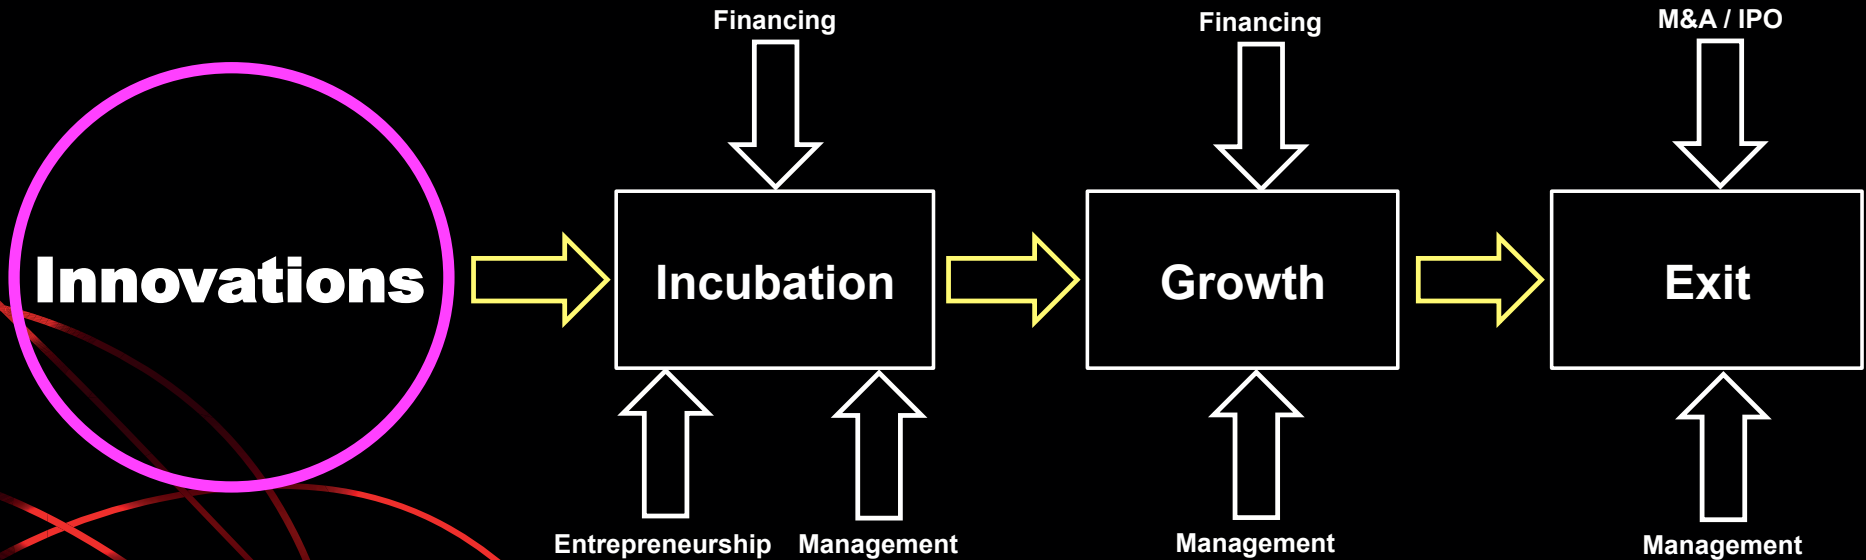 Financing
Financing
M&A / IPO
Innovations
Incubation
Growth
Exit
Entrepreneurship
Management
Management
Management